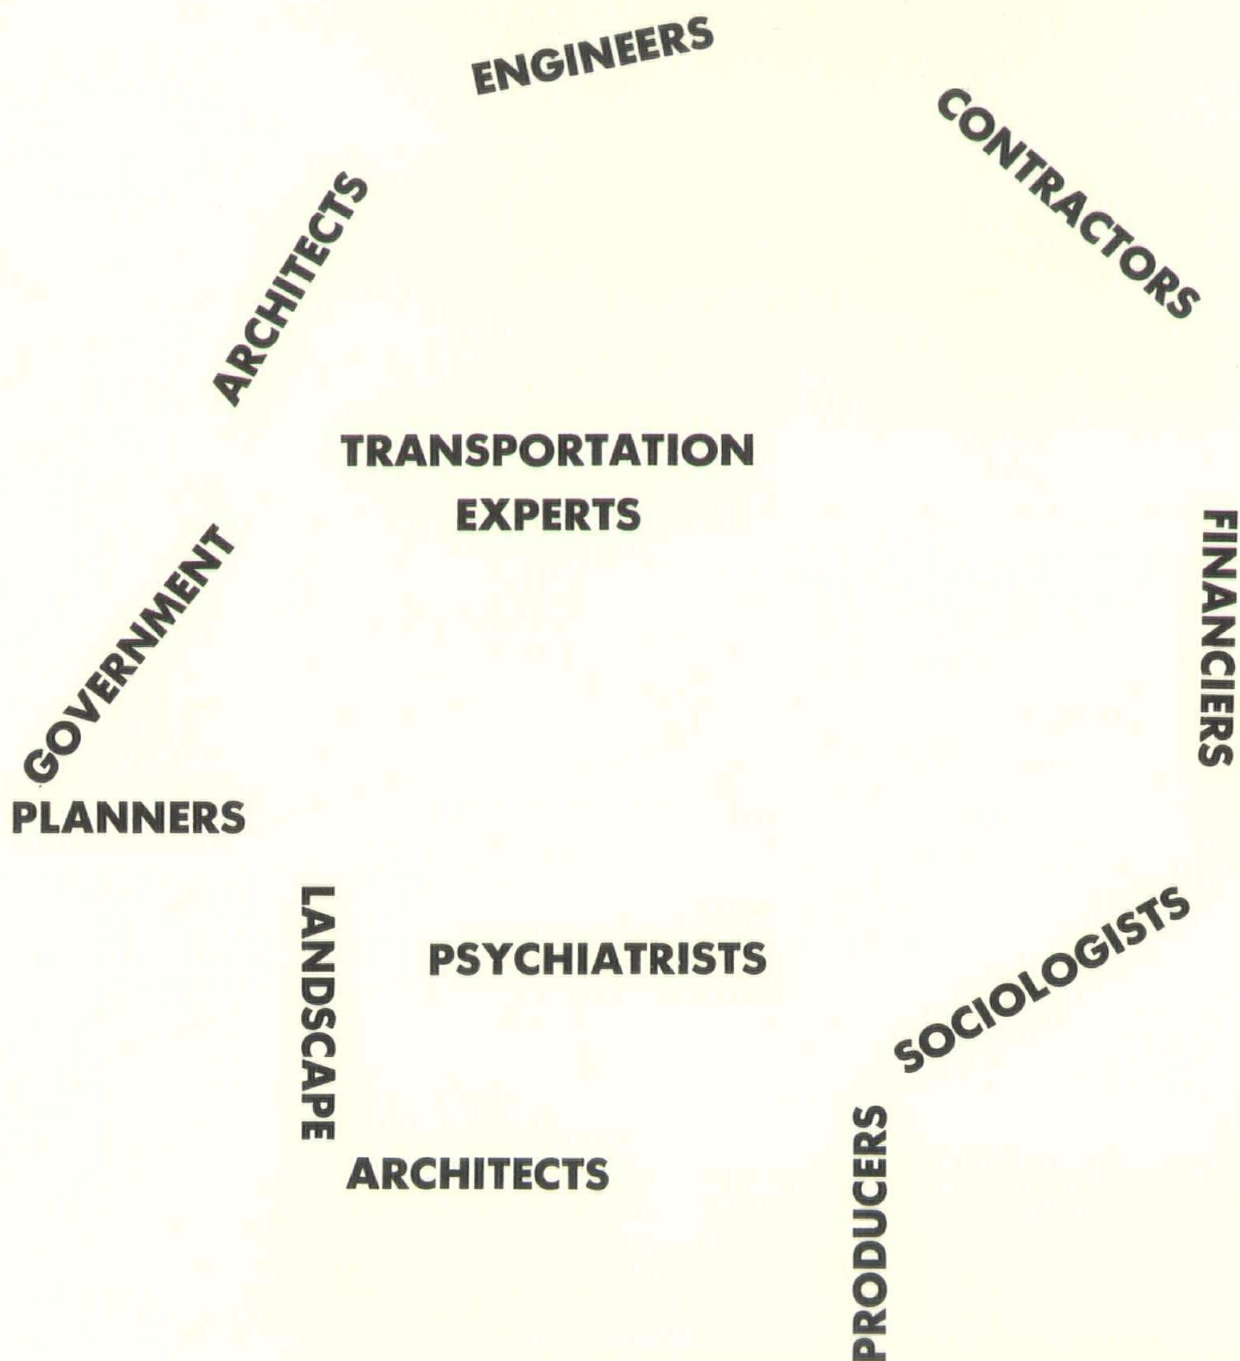 ENGINEERS
CONTRACTORS
ARCHITECTS
TRANSPORTATION
EXPERTS
FINANCIERS
GOVERNMENT
PLANNERS
LANDSCAPE
ARCHITECTS
PSYCHIATRISTS
SOCIOLOGISTS
PRODUCERS